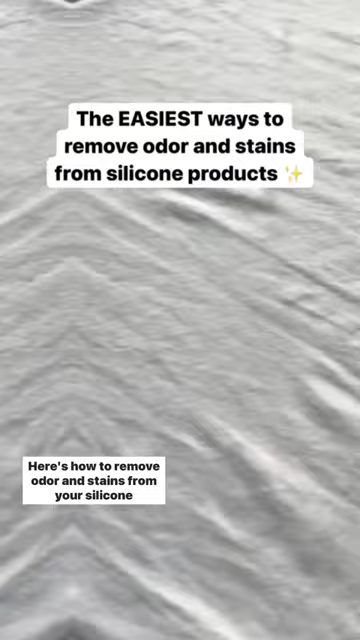 The EASIEST ways to
remove odor and stains
from silicone products ✨
Here's how to remove
odor and stains from
your silicone